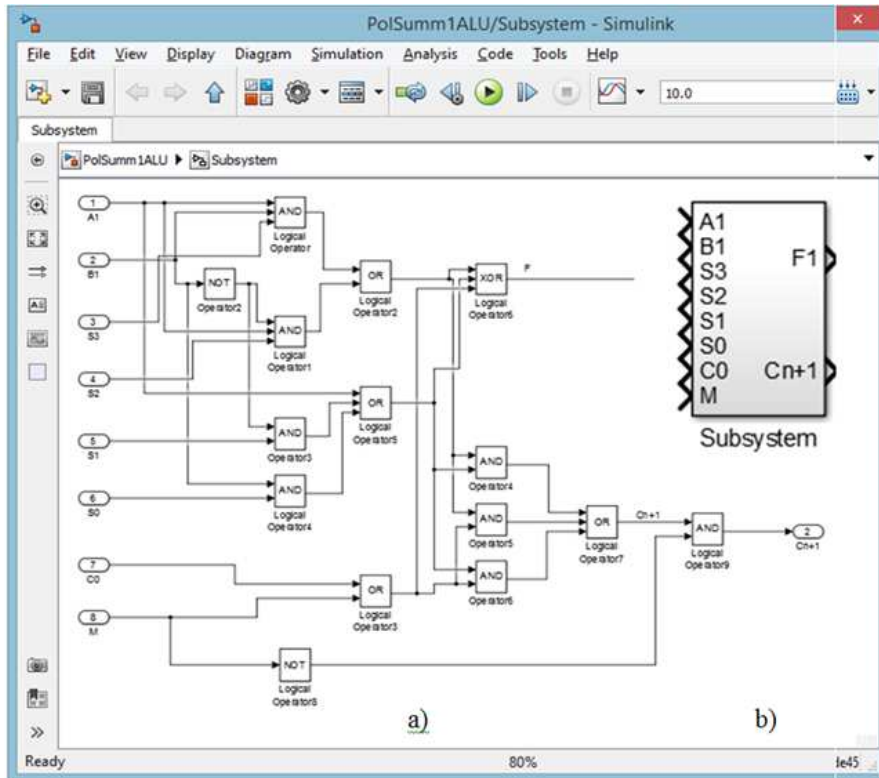 PolSumm1ALU/Subsystem - Simulink
File Edit View Display Diagram Simulation Analysis Code Tools Help
10.0
Subsystem
PolSumm1ALU Subsystem
1
A1
AND
Logical
Operator
2
B1
NOT
Operator2
OR
Logical
Operator2
XOR
Logical
Operator6
F
3
S3
AND
Logical
Operator1
4
S2
OR
Logical
Operator5
5
S1
AND
Operator3
6
S0
AND
Logical
Operator4
AND
Operator4
AND
Operator5
AND
Operator6
OR
Logical
Operator7
Cn+1
AND
Logical
Operator9
2
Cn+1
7
C0
OR
Logical
Operator3
8
M
NOT
Logical
Operator8
A1
B1
S3
S2
S1
S0
C0
M
F1
Cn+1
Subsystem
a)
b)
Ready 80%